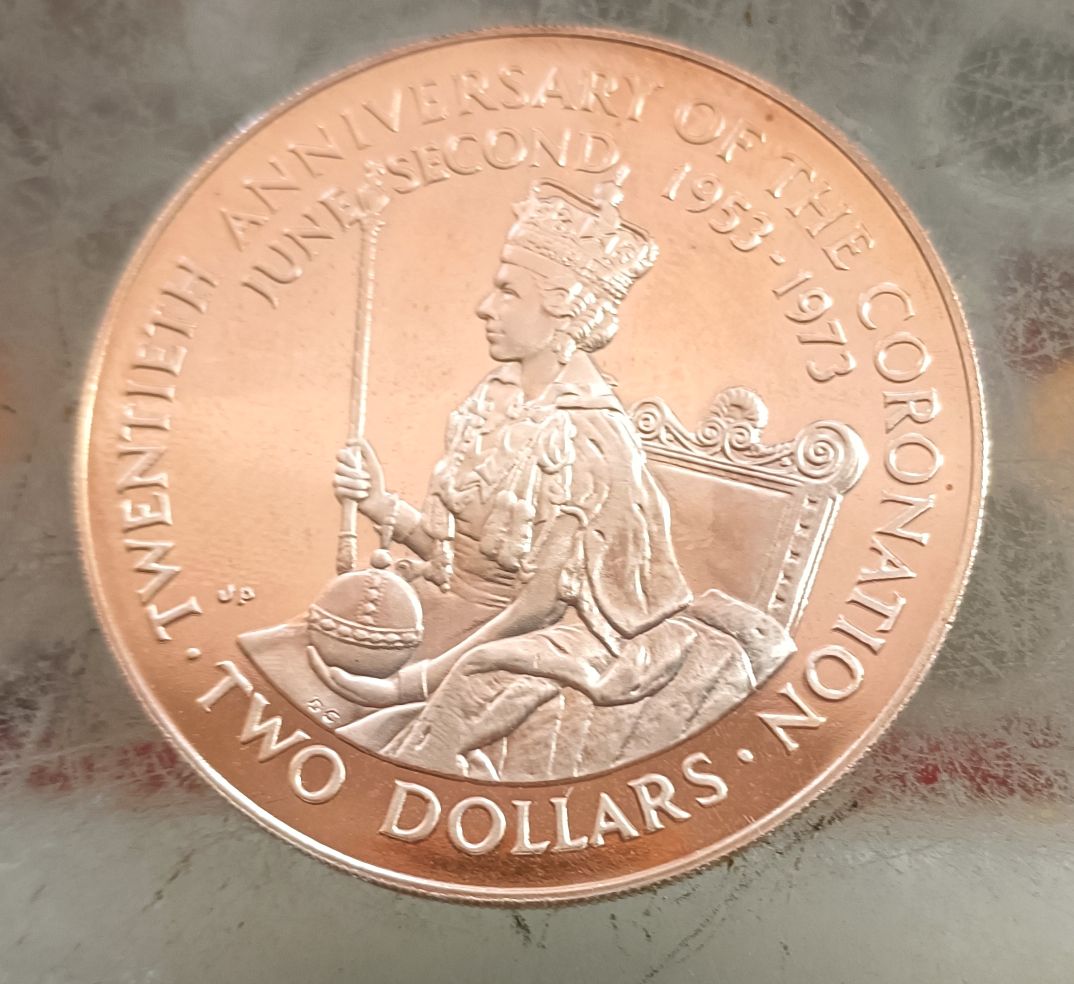 TWENTIETH ANNIVERSARY OF THE CORONATION
JUNE SECOND 1953-1973
JP
· TWO DOLLARS ·